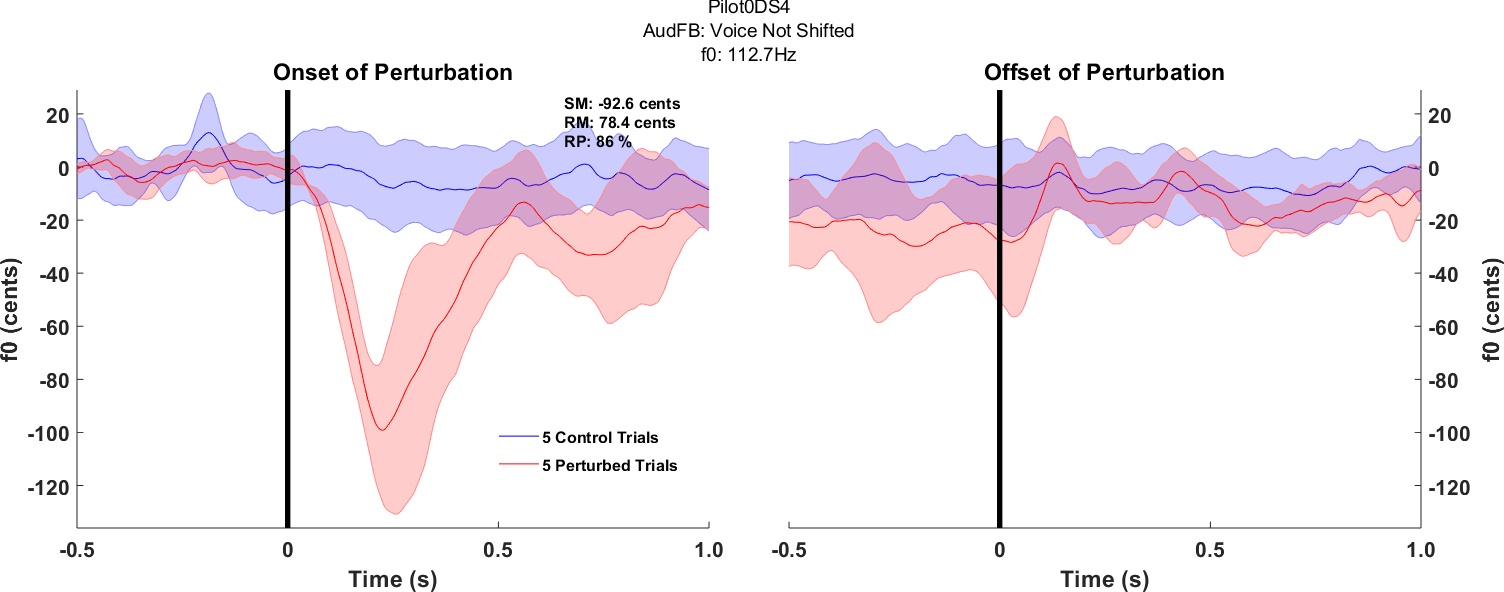 Pilot0DS4
AudFB: Voice Not Shifted
f0: 112.7Hz
Onset of Perturbation
SM: -92.6 cents
RM: 78.4 cents
RP: 86 %
20
0
-20
-40
-60
-80
-100
-120
f0 (cents)
5 Control Trials
5 Perturbed Trials
-0.5
0
0.5
1.0
Time (s)
Offset of Perturbation
20
0
-20
-40
-60
-80
-100
-120
f0 (cents)
-0.5
0
0.5
1.0
Time (s)